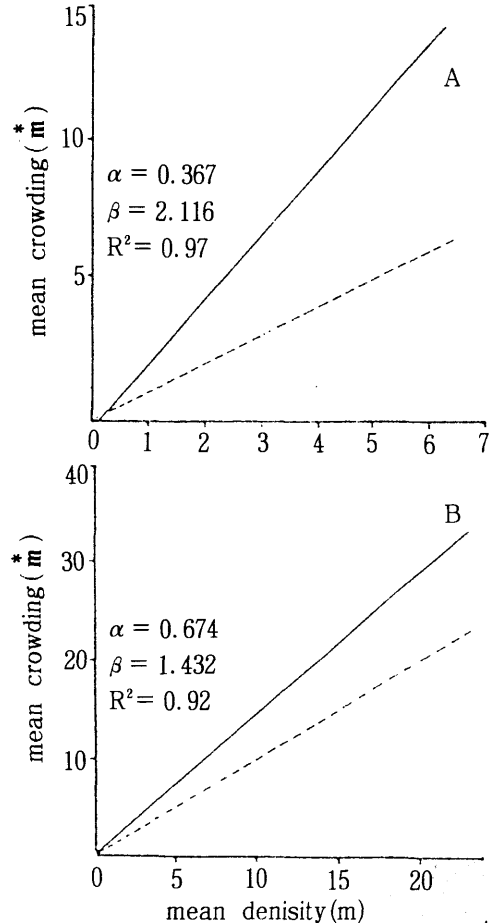 15
A
10
mean crowding(m*)
α = 0.367
β = 2.116
R² = 0.97
5
0 1 2 3 4 5 6 7
40
B
30
mean crowding(m*)
α = 0.674
β = 1.432
R² = 0.92
20
10
0 5 10 15 20
mean denisity(m)